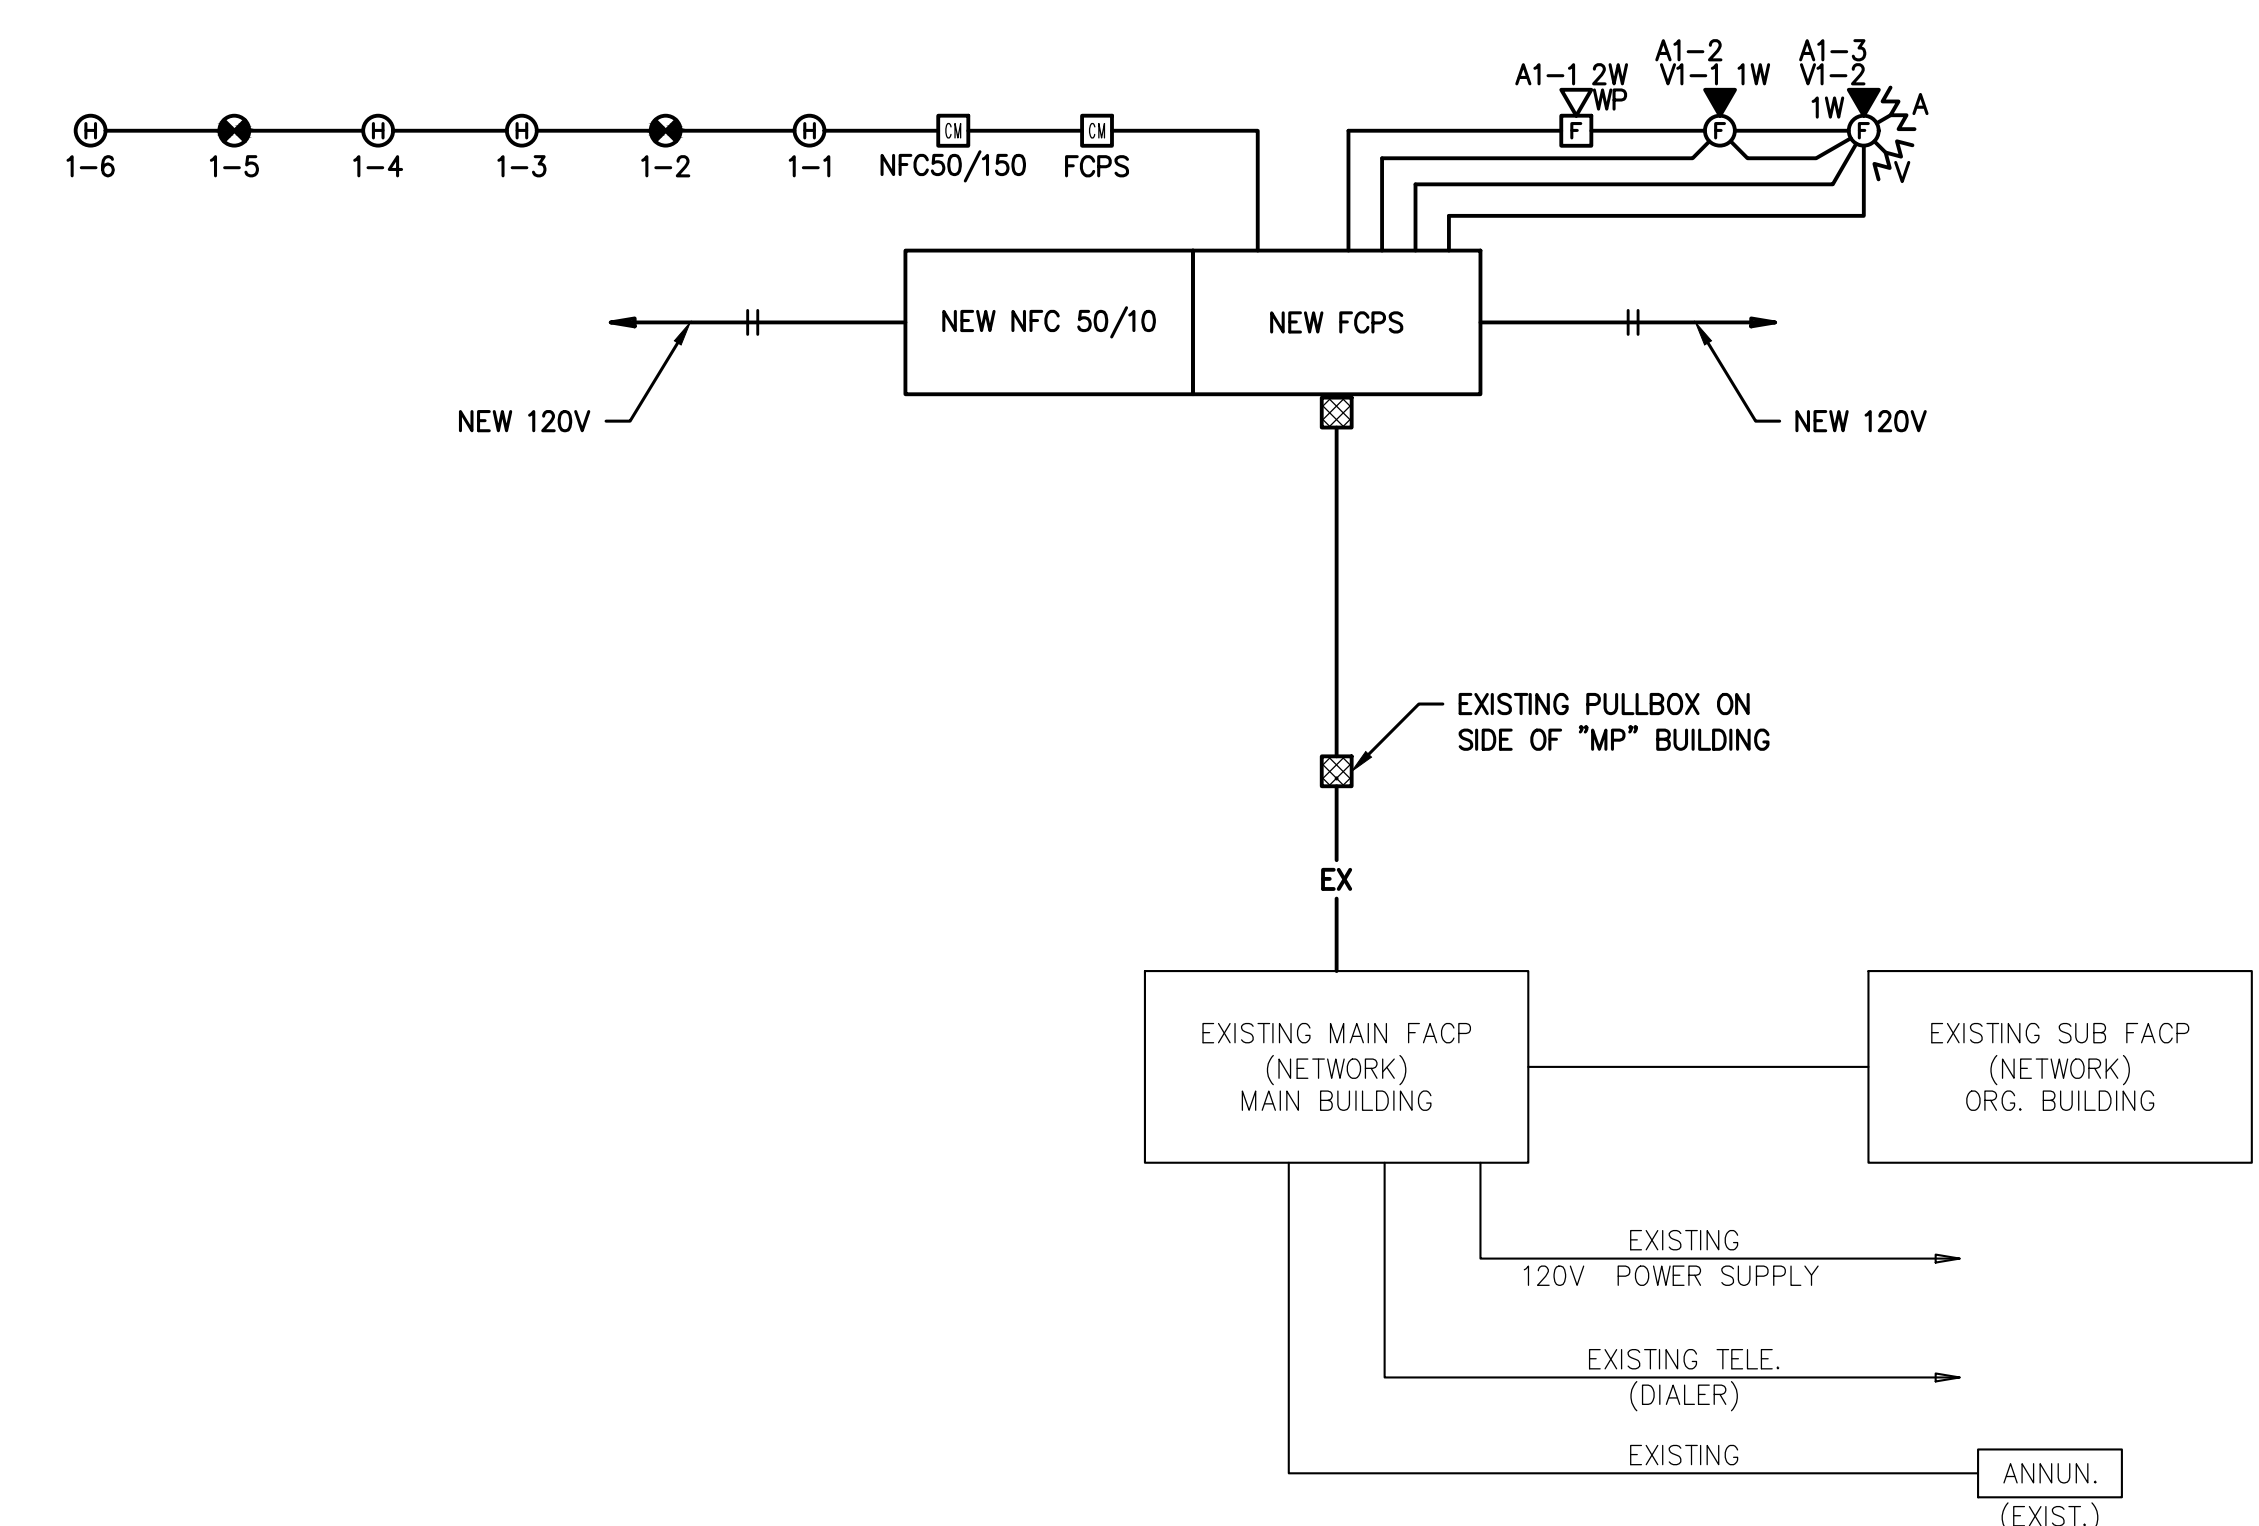 A1-2
A1-3
A1-1 2W
V1-1 1W
V1-2
WP
1W
A
H
H
H
H
CM
CM
F
F
F
1-6
1-5
1-4
1-3
1-2
1-1
NFC50/150
FCPS
V
NEW NFC 50/10
NEW FCPS
NEW 120V
NEW 120V
EXISTING PULLBOX ON
SIDE OF "MP" BUILDING
EX
EXISTING MAIN FACP
(NETWORK)
MAIN BUILDING
EXISTING SUB FACP
(NETWORK)
ORG. BUILDING
EXISTING
120V POWER SUPPLY
EXISTING TELE.
(DIALER)
EXISTING
ANNUN.
(EXIST.)